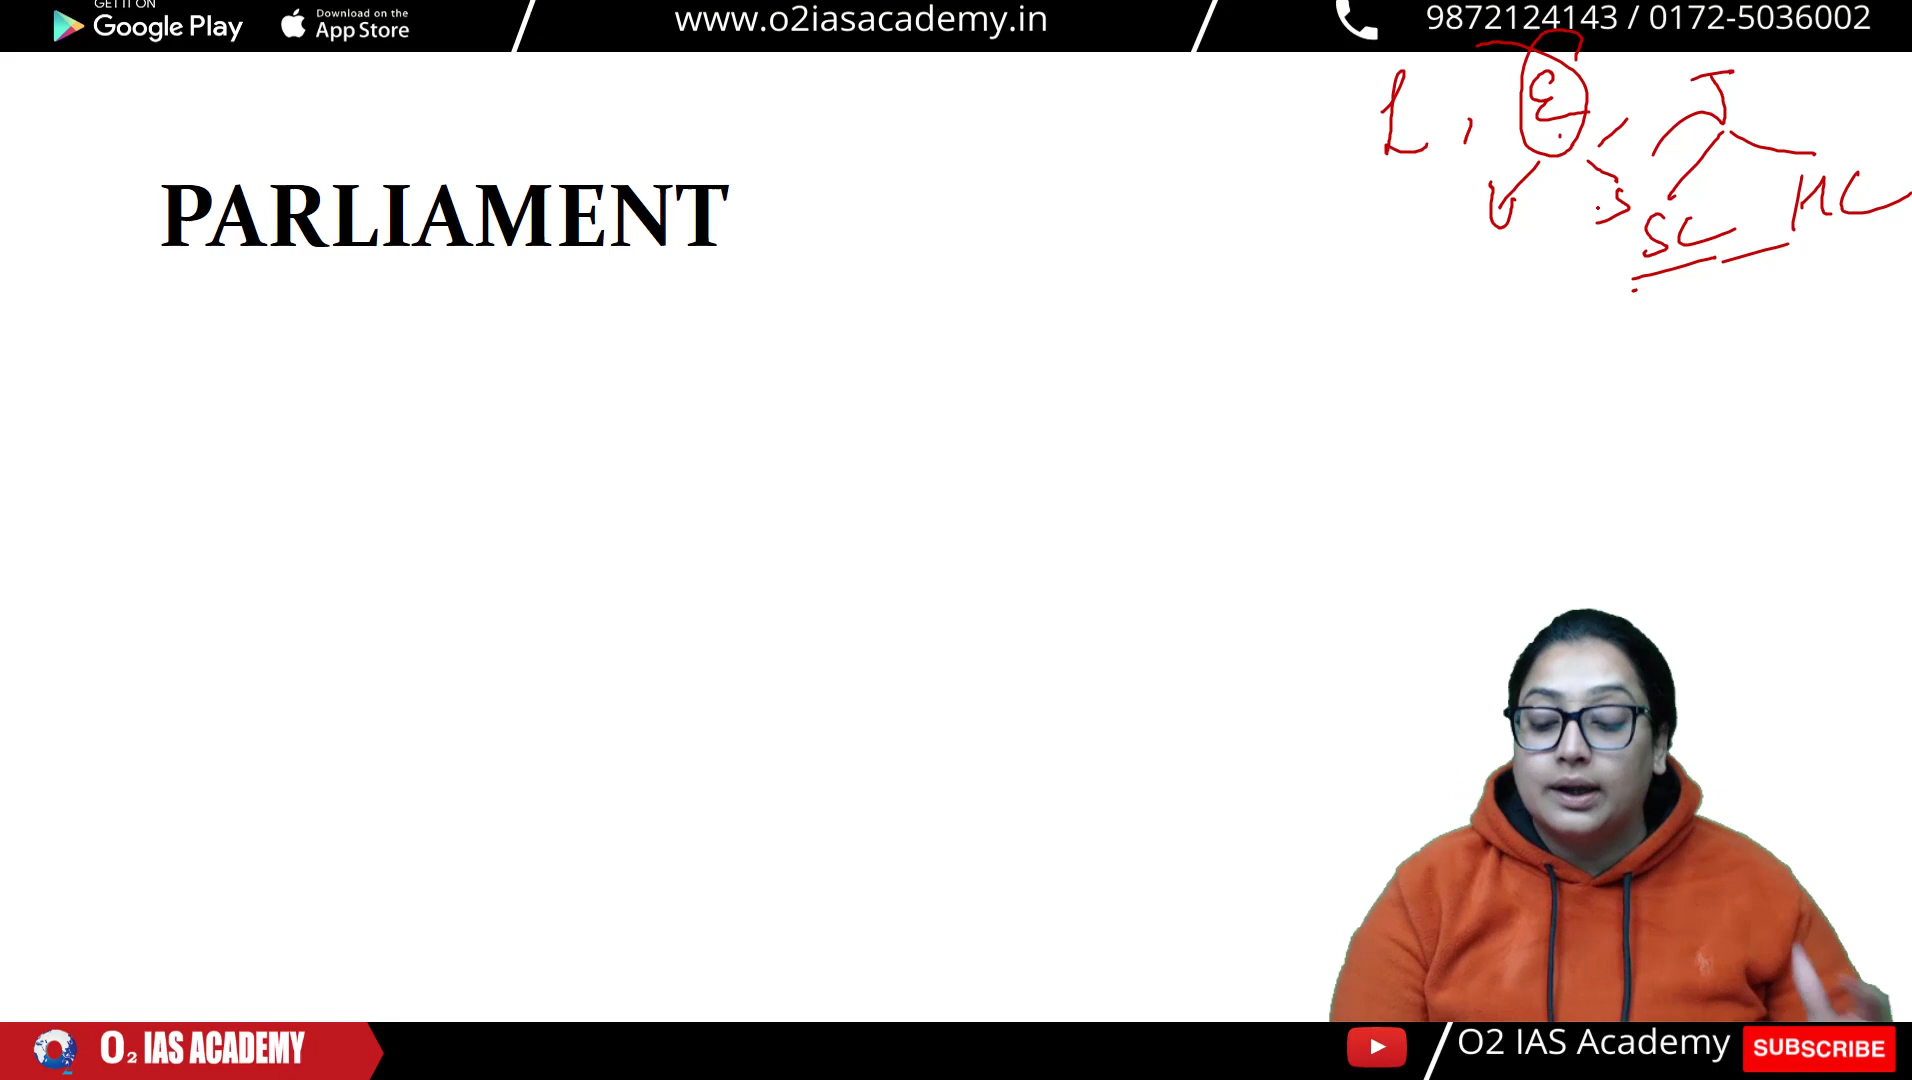 GET IT ON
Google Play
Download on the
App Store
www.o2iasacademy.in
9872124143 / 0172-5036002
L, E, J
U S SC HC
PARLIAMENT
O2 IAS ACADEMY
O2 IAS Academy
SUBSCRIBE